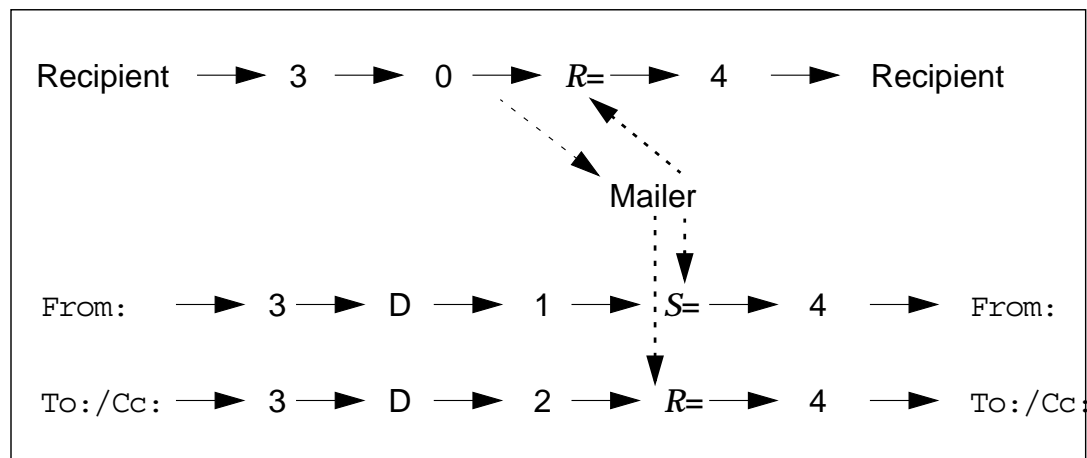 Recipient 3 0 R= 4 Recipient
Mailer
From: 3 D 1 S= 4 From:
To:/Cc: 3 D 2 R= 4 To:/Cc: